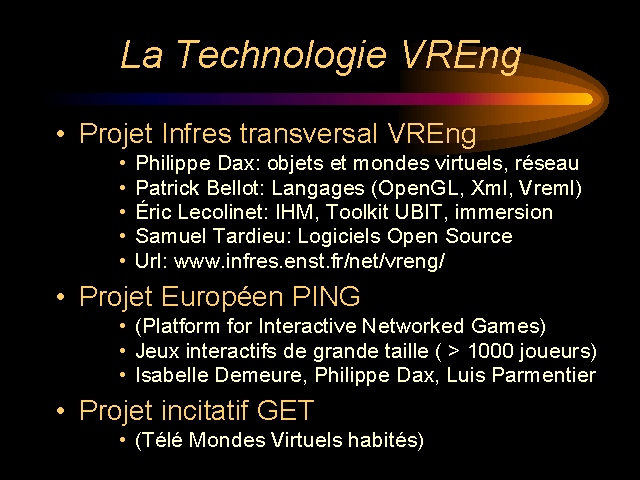 La Technologie VREng
• Projet Infres transversal VREng
• Philippe Dax: objets et mondes virtuels, réseau
• Patrick Bellot: Langages (OpenGL, Xml, Vreml)
• Éric Lecolinet: IHM, Toolkit UBIT, immersion
• Samuel Tardieu: Logiciels Open Source
• Url: www.infres.enst.fr/net/vreng/
• Projet Européen PING
• (Platform for Interactive Networked Games)
• Jeux interactifs de grande taille ( > 1000 joueurs)
• Isabelle Demeure, Philippe Dax, Luis Parmentier
• Projet incitatif GET
• (Télé Mondes Virtuels habités)